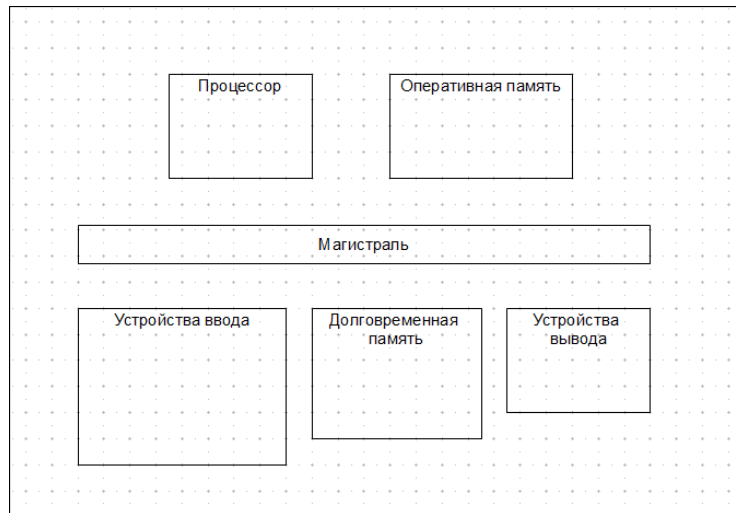 Процессор
Оперативная память
Магистраль
Устройства ввода
Долговременная
память
Устройства
вывода